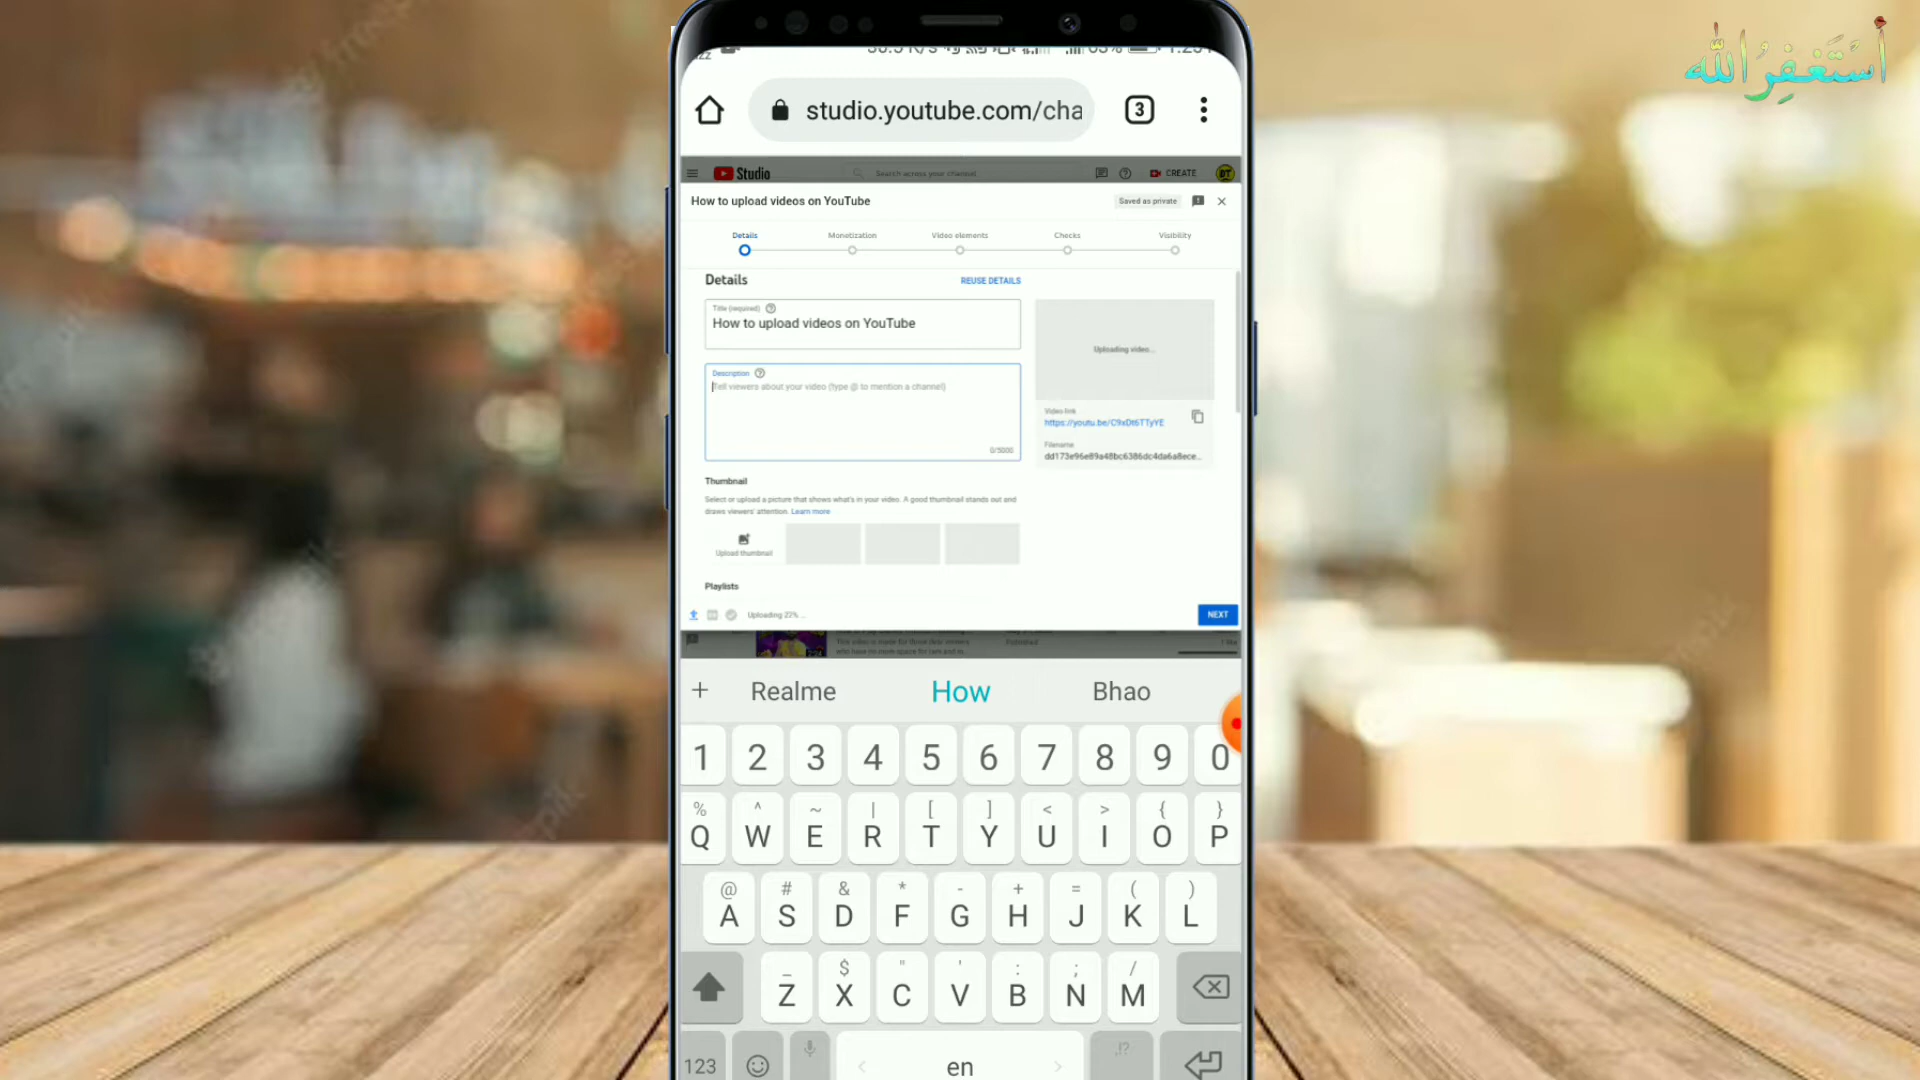 أَسْتَغْفِرُ اللّٰه
studio.youtube.com/cha
3
Studio
Search across your channel
CREATE
How to upload videos on YouTube
Saved as private
Details
Monetization
Video elements
Checks
Visibility
Details
REUSE DETAILS
Title (required)
How to upload videos on YouTube
Uploading video...
Description
Tell viewers about your video (type @ to mention a channel)
0/5000
Video link
https://youtu.be/C9xDt6TTyYE
Filename
dd173e96e89a48bc6386dc4da6a8ece...
Thumbnail
Select or upload a picture that shows what's in your video. A good thumbnail stands out and
draws viewers' attention. Learn more
Upload thumbnail
Playlists
Uploading 22% ...
NEXT
+ Realme How Bhao
1 2 3 4 5 6 7 8 9 0
% ^ ~ | [ ] < > { }
Q W E R T Y U I O P
@ # & * - + = ( )
A S D F G H J K L
_ $ " ' : ; /
Z X C V B N M
!?
123 < en >